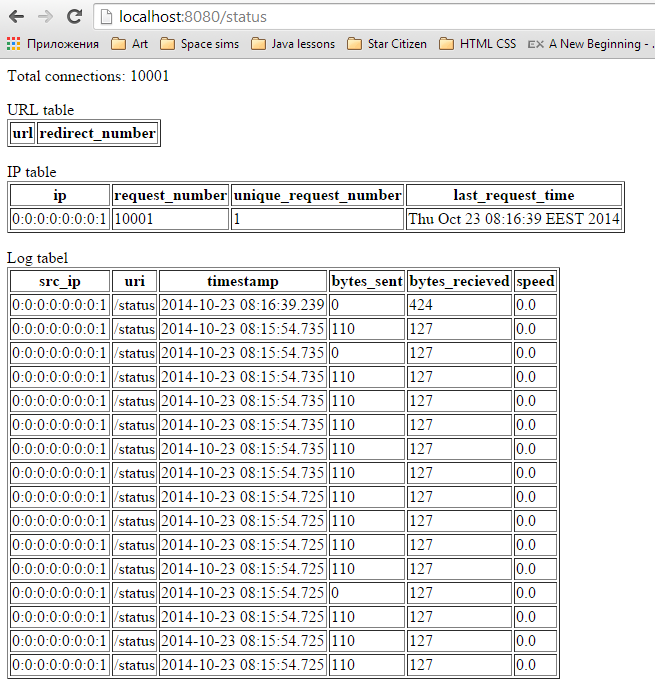 localhost:8080/status
Приложения Art Space sims Java lessons Star Citizen HTML CSS EX A New Beginning - ..
Total connections: 10001
URL table
url redirect_number
IP table
ip request_number unique_request_number last_request_time
0:0:0:0:0:0:0:1 10001 1 Thu Oct 23 08:16:39 EEST 2014
Log tabel
src_ip uri timestamp bytes_sent bytes_recieved speed
0:0:0:0:0:0:0:1 /status 2014-10-23 08:16:39.239 0 424 0.0
0:0:0:0:0:0:0:1 /status 2014-10-23 08:15:54.735 110 127 0.0
0:0:0:0:0:0:0:1 /status 2014-10-23 08:15:54.735 0 127 0.0
0:0:0:0:0:0:0:1 /status 2014-10-23 08:15:54.735 110 127 0.0
0:0:0:0:0:0:0:1 /status 2014-10-23 08:15:54.735 110 127 0.0
0:0:0:0:0:0:0:1 /status 2014-10-23 08:15:54.735 110 127 0.0
0:0:0:0:0:0:0:1 /status 2014-10-23 08:15:54.735 110 127 0.0
0:0:0:0:0:0:0:1 /status 2014-10-23 08:15:54.735 110 127 0.0
0:0:0:0:0:0:0:1 /status 2014-10-23 08:15:54.725 110 127 0.0
0:0:0:0:0:0:0:1 /status 2014-10-23 08:15:54.725 110 127 0.0
0:0:0:0:0:0:0:1 /status 2014-10-23 08:15:54.725 110 127 0.0
0:0:0:0:0:0:0:1 /status 2014-10-23 08:15:54.725 110 127 0.0
0:0:0:0:0:0:0:1 /status 2014-10-23 08:15:54.725 0 127 0.0
0:0:0:0:0:0:0:1 /status 2014-10-23 08:15:54.725 110 127 0.0
0:0:0:0:0:0:0:1 /status 2014-10-23 08:15:54.725 110 127 0.0
0:0:0:0:0:0:0:1 /status 2014-10-23 08:15:54.725 110 127 0.0